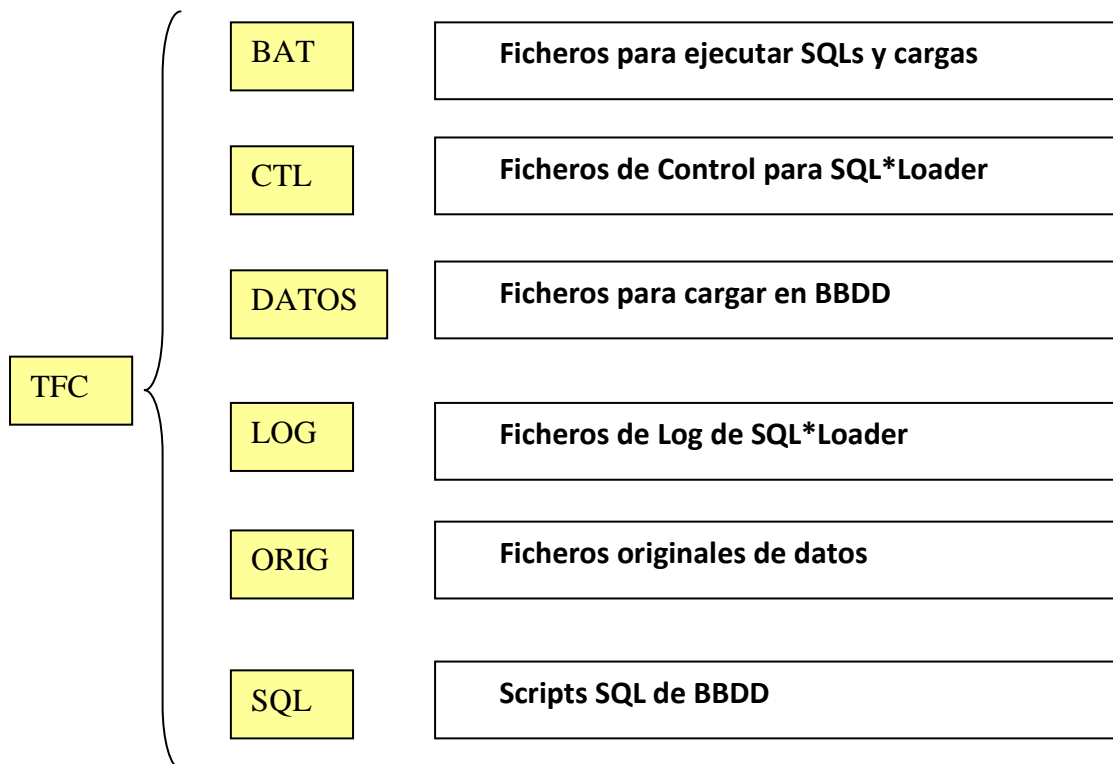 BAT
Ficheros para ejecutar SQLs y cargas
CTL
Ficheros de Control para SQL*Loader
DATOS
Ficheros para cargar en BBDD
TFC
LOG
Ficheros de Log de SQL*Loader
ORIG
Ficheros originales de datos
SQL
Scripts SQL de BBDD